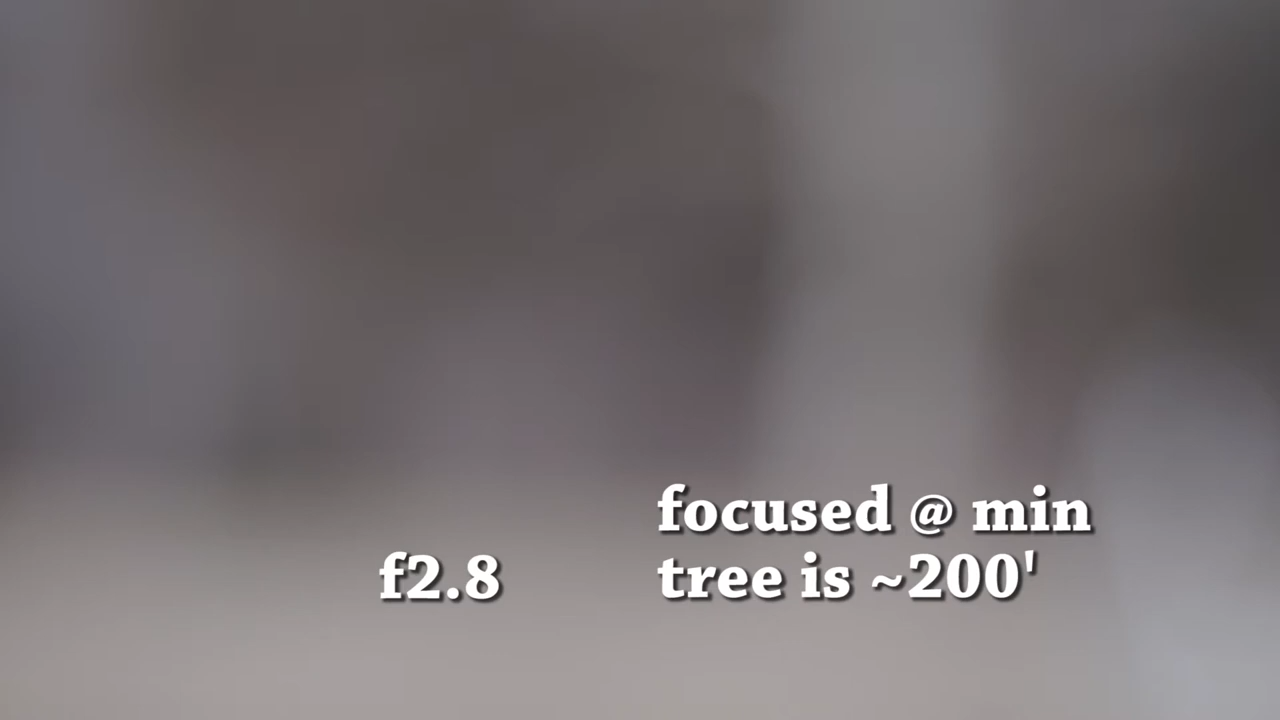 focused @ min
f2.8
tree is ~200'